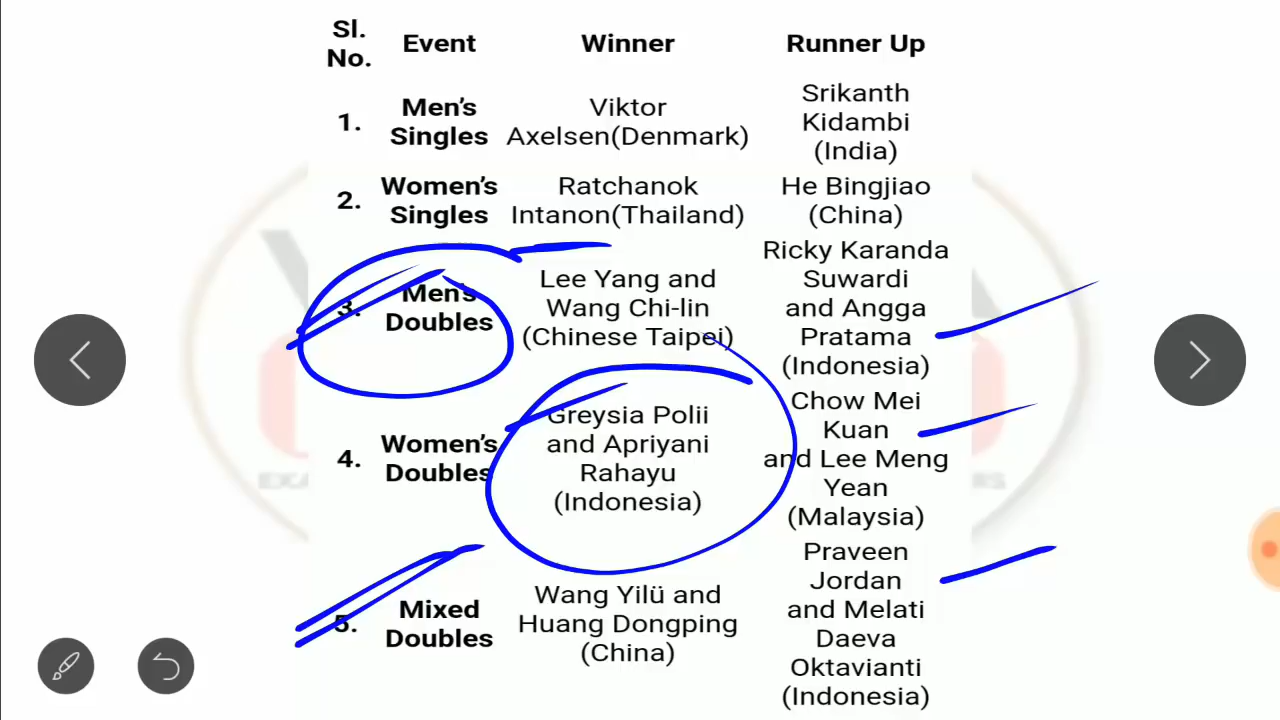 Sl. No. Event Winner Runner Up
1. Men's Singles Viktor Axelsen(Denmark) Srikanth Kidambi (India)
2. Women's Singles Ratchanok Intanon(Thailand) He Bingjiao (China)
3. Men's Doubles Lee Yang and Wang Chi-lin (Chinese Taipei) Ricky Karanda Suwardi and Angga Pratama (Indonesia)
4. Women's Doubles Greysia Polii and Apriyani Rahayu (Indonesia) Chow Mei Kuan and Lee Meng Yean (Malaysia)
5. Mixed Doubles Wang Yilü and Huang Dongping (China) Praveen Jordan and Melati Daeva Oktavianti (Indonesia)